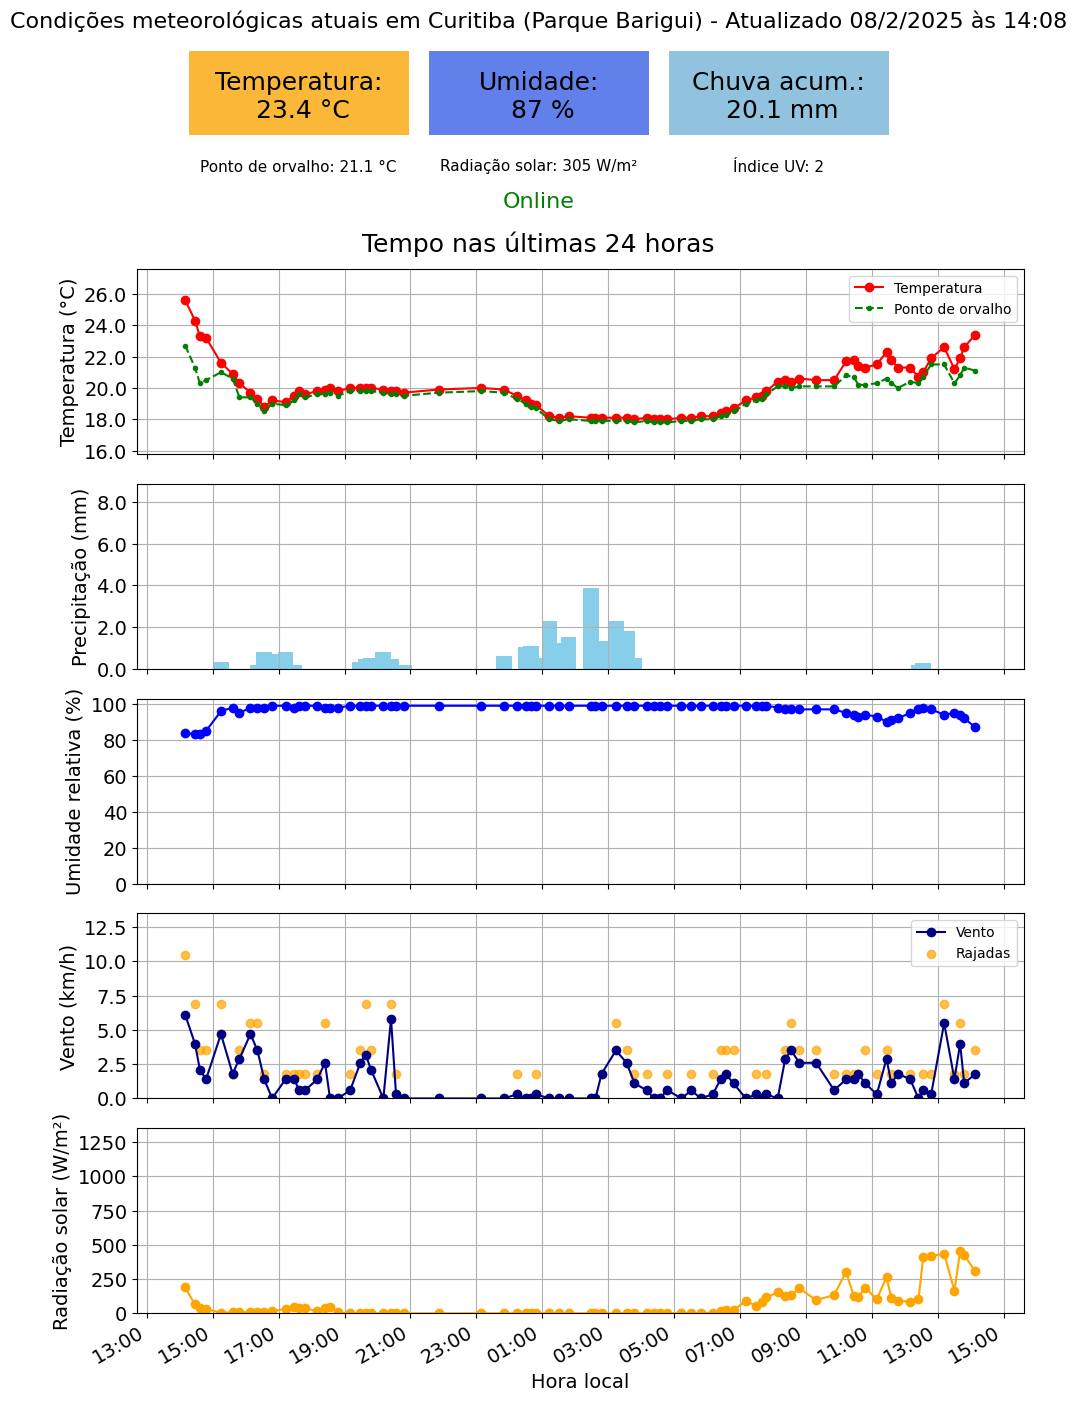 Condições meteorológicas atuais em Curitiba (Parque Barigui) - Atualizado 08/2/2025 às 14:08
Temperatura:
23.4 °C
Umidade:
87 %
Chuva acum.:
20.1 mm
Ponto de orvalho: 21.1 °C
Radiação solar: 305 W/m²
Índice UV: 2
Online
Tempo nas últimas 24 horas
Temperatura (°C)
26.0
24.0
22.0
20.0
18.0
16.0
Temperatura
Ponto de orvalho
Precipitação (mm)
8.0
6.0
4.0
2.0
0.0
Umidade relativa (%)
100
80
60
40
20
0
Vento (km/h)
12.5
10.0
7.5
5.0
2.5
0.0
Vento
Rajadas
Radiação solar (W/m²)
1250
1000
750
500
250
0
13:00
15:00
17:00
19:00
21:00
23:00
01:00
03:00
05:00
07:00
09:00
11:00
13:00
15:00
Hora local